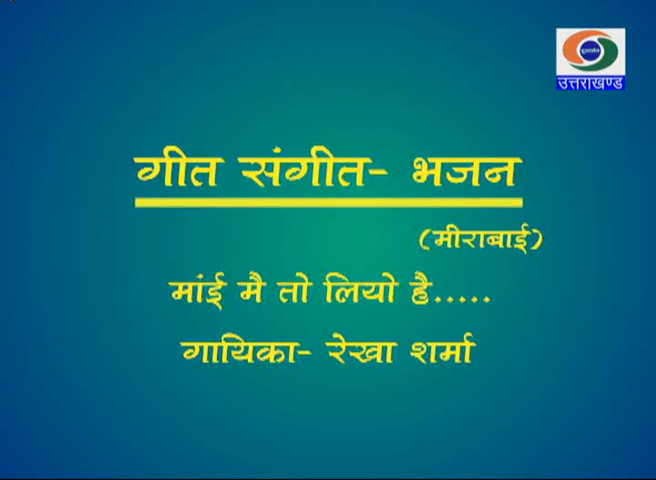 उत्तराखण्ड
गीत संगीत- भजन
(मीराबाई)
मांई मै तो लियो है.....
गायिका- रेखा शर्मा